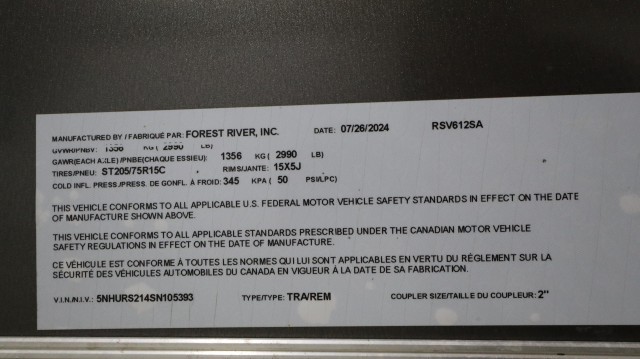 MANUFACTURED BY / FABRIQUÉ PAR: FOREST RIVER, INC. DATE: 07/26/2024 RSV612SA
GVWR/PNBV: 1356 KG ( 2990 LB)
GAWR(EACH AXLE)/PNBE(CHAQUE ESSIEU): 1356 KG ( 2990 LB)
TIRES/PNEU: ST205/75R15C RIMS/JANTE: 15X5J
COLD INFL. PRESS./PRESS. DE GONFL. À FROID: 345 KPA ( 50 PSI/LPC)
THIS VEHICLE CONFORMS TO ALL APPLICABLE U.S. FEDERAL MOTOR VEHICLE SAFETY STANDARDS IN EFFECT ON THE DATE
OF MANUFACTURE SHOWN ABOVE.
THIS VEHICLE CONFORMS TO ALL APPLICABLE STANDARDS PRESCRIBED UNDER THE CANADIAN MOTOR VEHICLE
SAFETY REGULATIONS IN EFFECT ON THE DATE OF MANUFACTURE.
CE VÉHICULE EST CONFORME À TOUTES LES NORMES QUI LUI SONT APPLICABLES EN VERTU DU RÈGLEMENT SUR LA
SÉCURITÉ DES VÉHICULES AUTOMOBILES DU CANADA EN VIGUEUR À LA DATE DE SA FABRICATION.
V.I.N./N.I.V.: 5NHURS214SN105393 TYPE/TYPE: TRA/REM COUPLER SIZE/TAILLE DU COUPLEUR: 2"